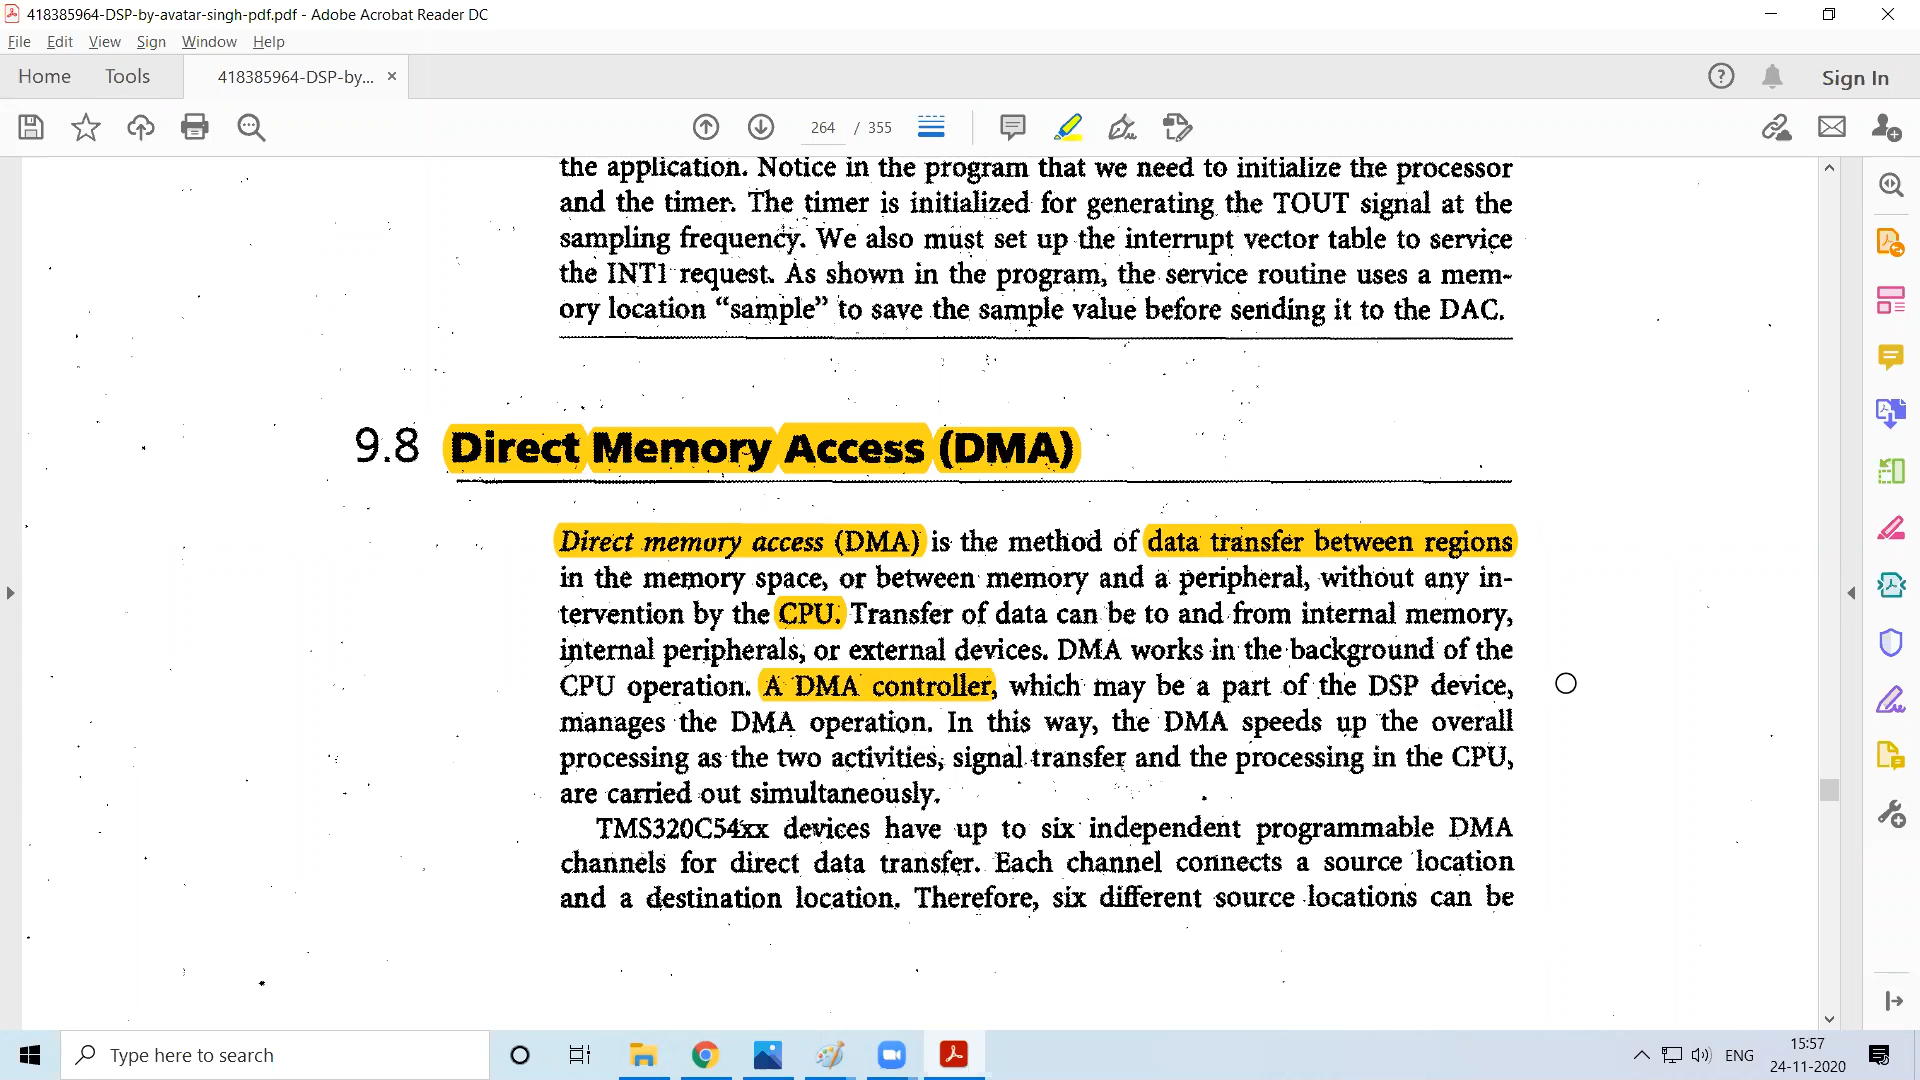 418385964-DSP-by-avatar-singh-pdf.pdf - Adobe Acrobat Reader DC
File Edit View Sign Window Help
Home Tools 418385964-DSP-by... × Sign In
264 / 355
the application. Notice in the program that we need to initialize the processor
and the timer. The timer is initialized for generating the TOUT signal at the
sampling frequency. We also must set up the interrupt vector table to service
the INT1 request. As shown in the program, the service routine uses a mem-
ory location “sample” to save the sample value before sending it to the DAC.
9.8 Direct Memory Access (DMA)
Direct memory access (DMA) is the method of data transfer between regions
in the memory space, or between memory and a peripheral, without any in-
tervention by the CPU. Transfer of data can be to and from internal memory,
internal peripherals, or external devices. DMA works in the background of the
CPU operation. A DMA controller, which may be a part of the DSP device,
manages the DMA operation. In this way, the DMA speeds up the overall
processing as the two activities, signal transfer and the processing in the CPU,
are carried out simultaneously.
TMS320C54xx devices have up to six independent programmable DMA
channels for direct data transfer. Each channel connects a source location
and a destination location. Therefore, six different source locations can be
Type here to search
ENG
15:57
24-11-2020